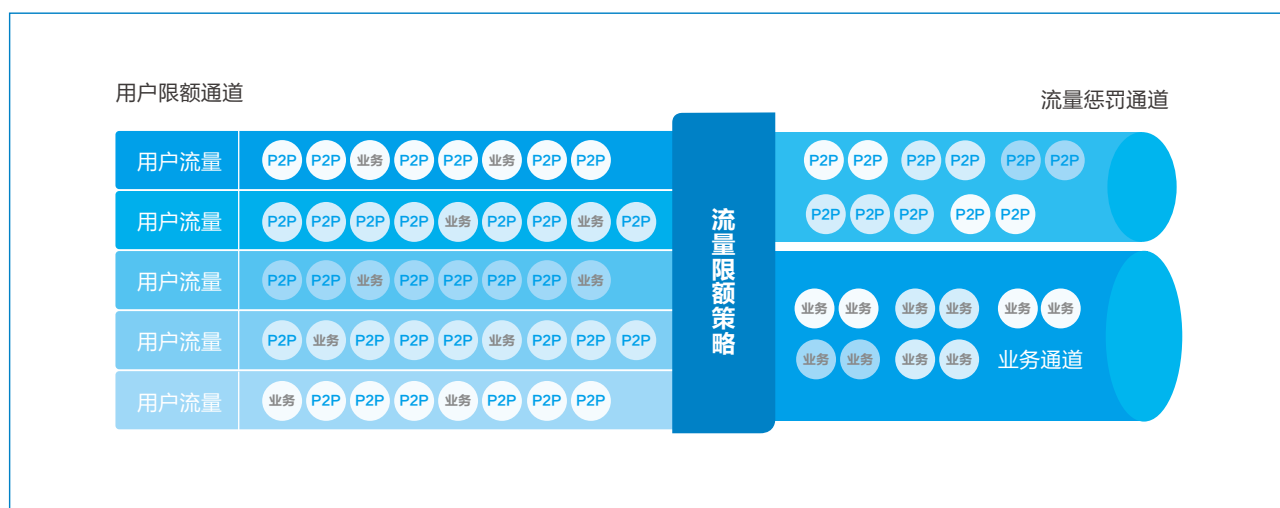 用户限额通道
流量惩罚通道
用户流量 P2P P2P 业务 P2P P2P 业务 P2P P2P
用户流量 P2P P2P P2P P2P 业务 P2P P2P 业务 P2P
用户流量 P2P P2P 业务 P2P P2P P2P P2P 业务
用户流量 P2P 业务 P2P P2P P2P 业务 P2P P2P P2P
用户流量 业务 P2P P2P P2P 业务 P2P P2P P2P
流量限额策略
P2P P2P P2P P2P P2P P2P
P2P P2P P2P P2P P2P
业务 业务 业务 业务 业务 业务
业务 业务 业务 业务 业务通道